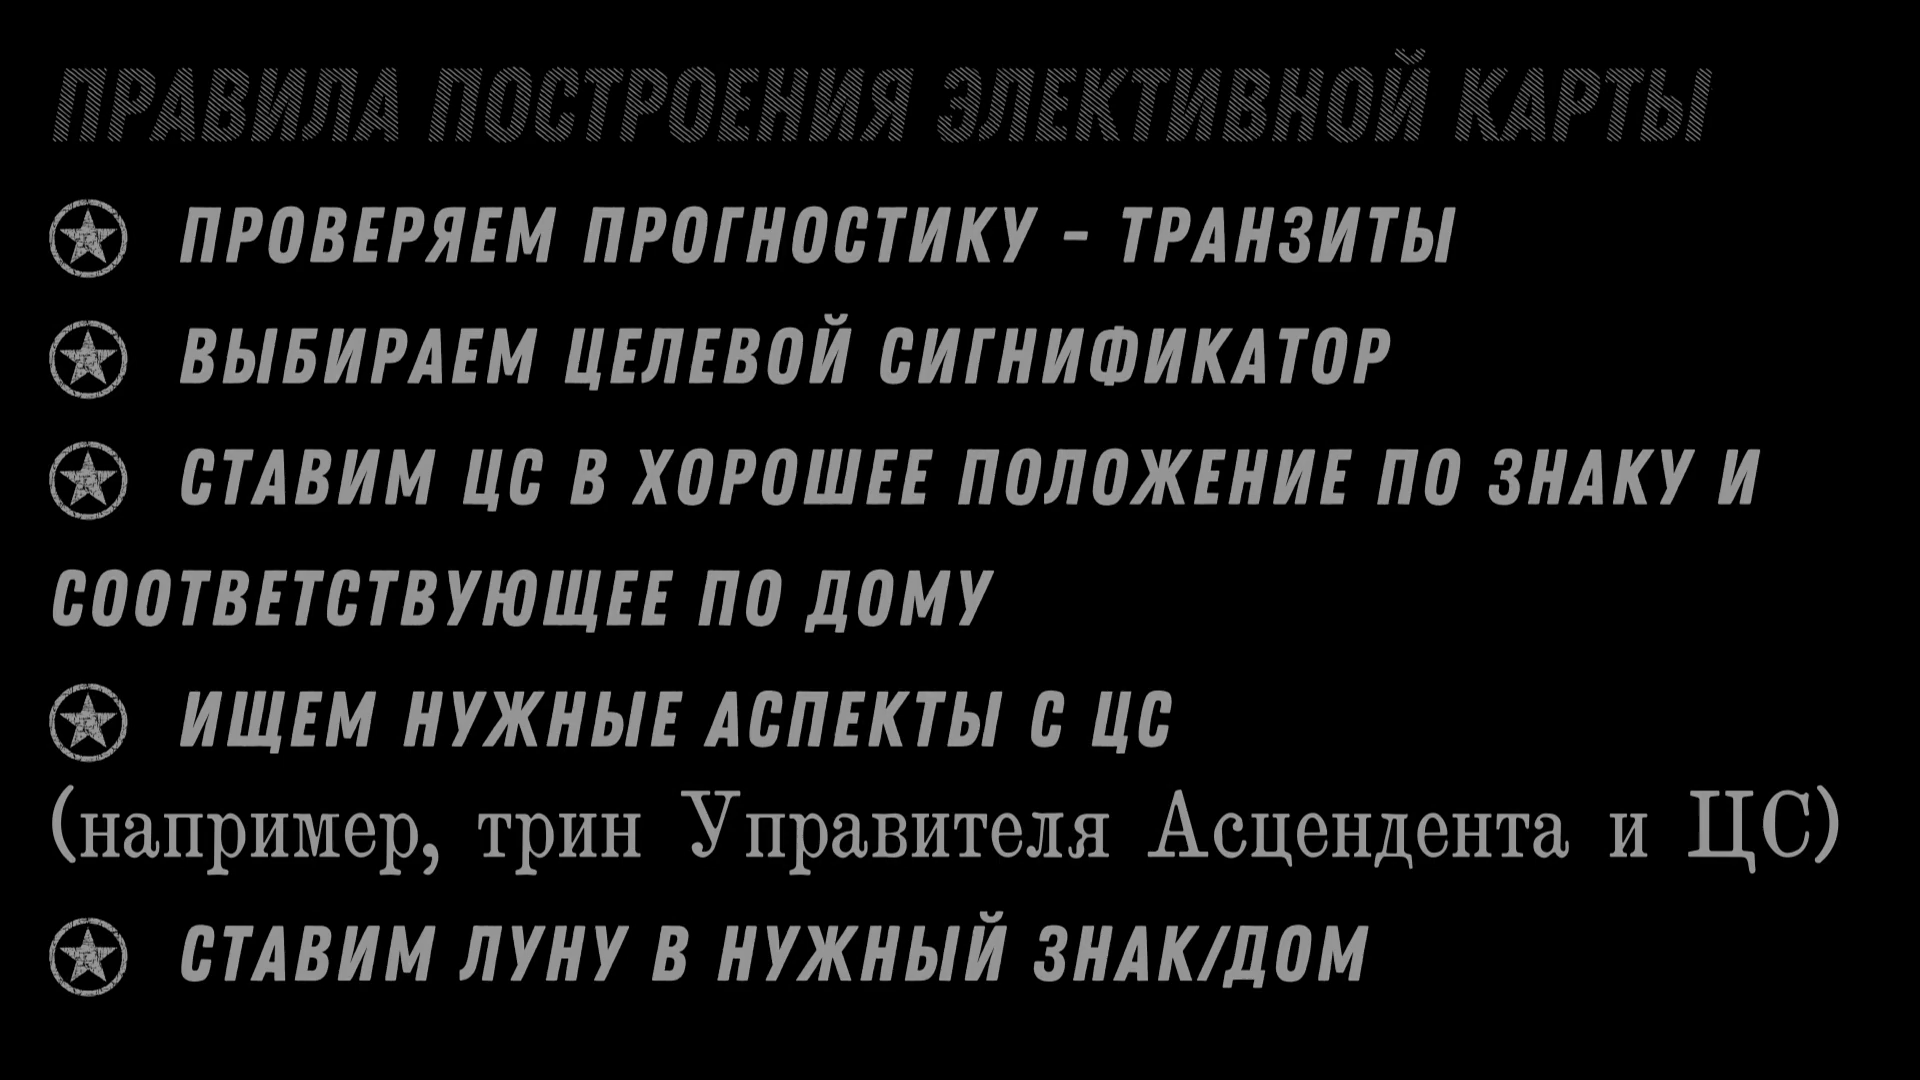 ПРАВИЛА ПОСТРОЕНИЯ ЭЛЕКТИВНОЙ КАРТЫ
ПРОВЕРЯЕМ ПРОГНОСТИКУ - ТРАНЗИТЫ
ВЫБИРАЕМ ЦЕЛЕВОЙ СИГНИФИКАТОР
СТАВИМ ЦС В ХОРОШЕЕ ПОЛОЖЕНИЕ ПО ЗНАКУ И
СООТВЕТСТВУЮЩЕЕ ПО ДОМУ
ИЩЕМ НУЖНЫЕ АСПЕКТЫ С ЦС
(например, трин Управителя Асцендента и ЦС)
СТАВИМ ЛУНУ В НУЖНЫЙ ЗНАК/ДОМ